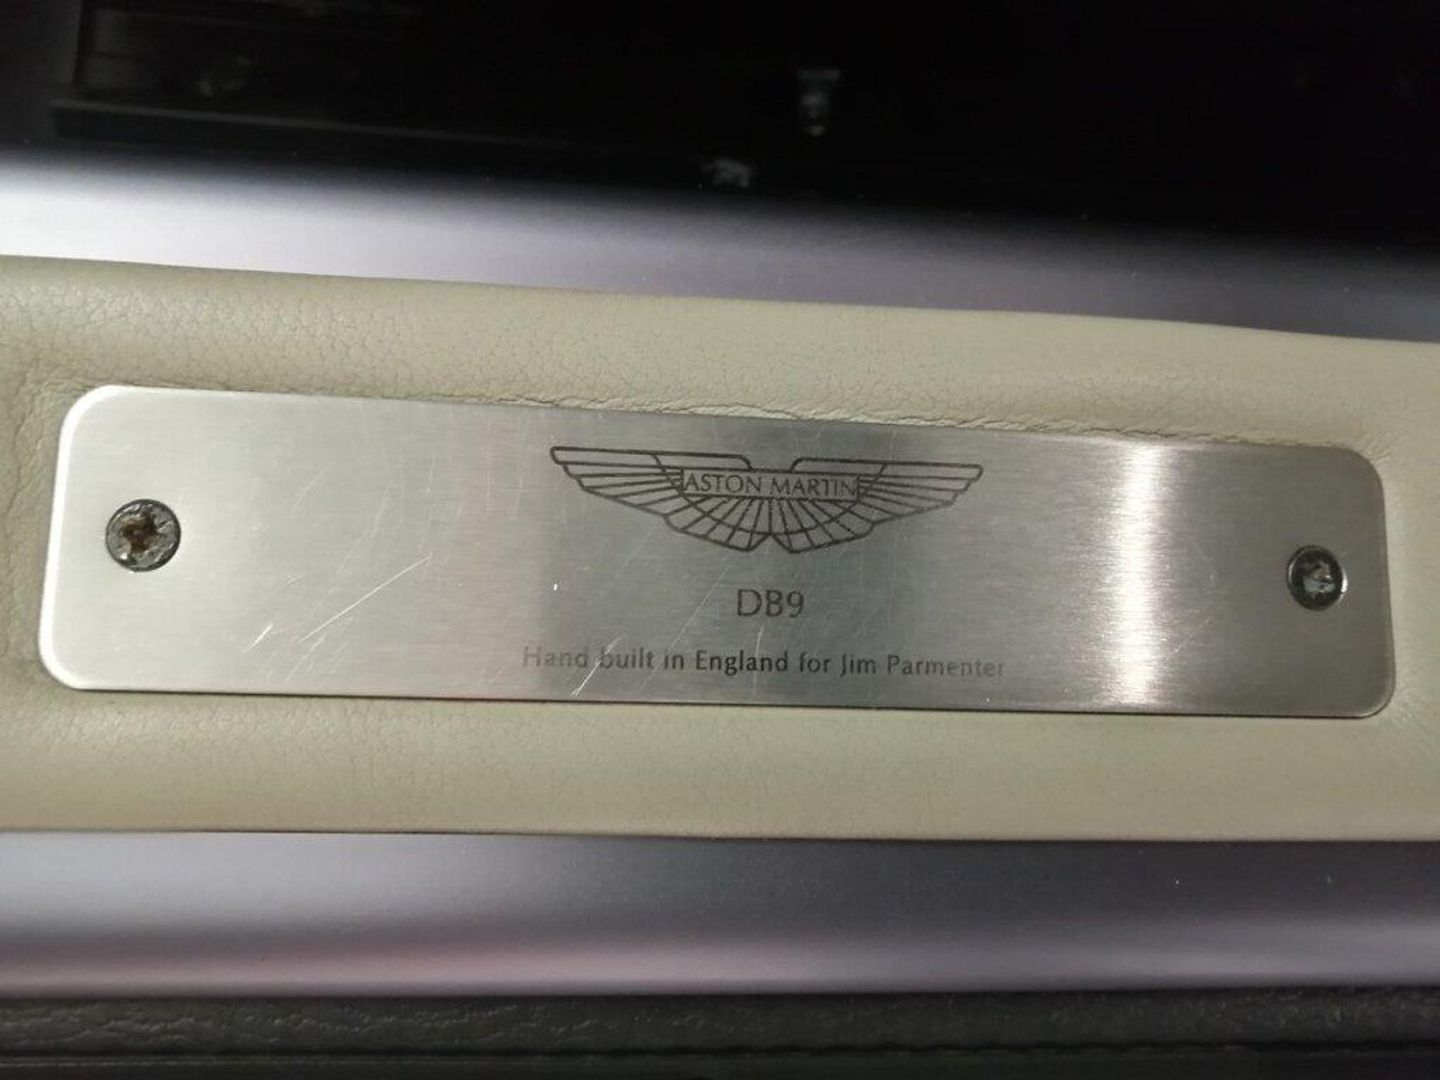 ASTON MARTIN
DB9
Hand built in England for Jim Parmenter